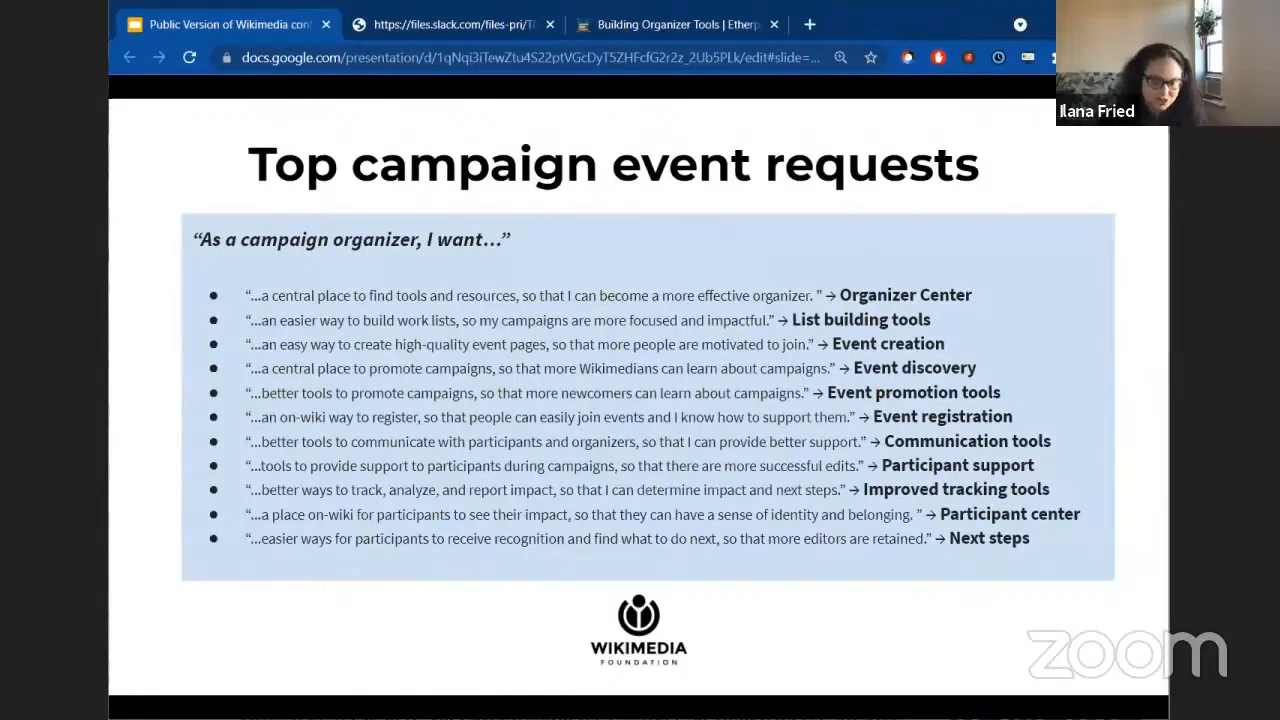 Public Version of Wikimedia con
https://files.slack.com/files-pri/T0
Building Organizer Tools | Etherp
docs.google.com/presentation/d/1qNqi3iTewZtu4S22ptVGcDyT5ZHFcfG2r2z_2Ub5PLk/edit#slide=...
Ilana Fried
Top campaign event requests
“As a campaign organizer, I want…”
● “...a central place to find tools and resources, so that I can become a more effective organizer. ” → Organizer Center
● “...an easier way to build work lists, so my campaigns are more focused and impactful.” → List building tools
● “...an easy way to create high-quality event pages, so that more people are motivated to join.” → Event creation
● “...a central place to promote campaigns, so that more Wikimedians can learn about campaigns.” → Event discovery
● “...better tools to promote campaigns, so that more newcomers can learn about campaigns.” → Event promotion tools
● “...an on-wiki way to register, so that people can easily join events and I know how to support them.” → Event registration
● “...better tools to communicate with participants and organizers, so that I can provide better support.” → Communication tools
● “...tools to provide support to participants during campaigns, so that there are more successful edits.” → Participant support
● “...better ways to track, analyze, and report impact, so that I can determine impact and next steps.” → Improved tracking tools
● “...a place on-wiki for participants to see their impact, so that they can have a sense of identity and belonging. ” → Participant center
● “...easier ways for participants to receive recognition and find what to do next, so that more editors are retained.” → Next steps
WIKIMEDIA
FOUNDATION
zoom